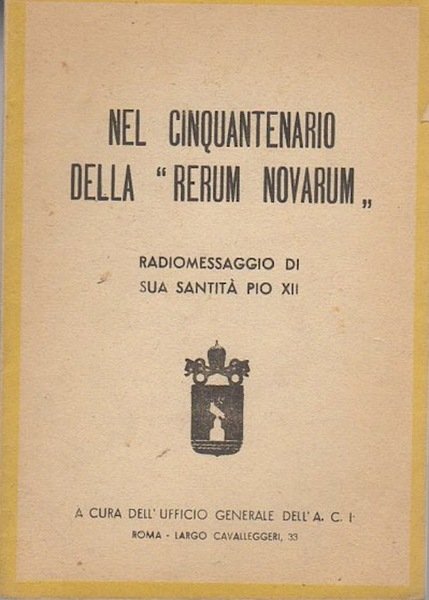 NEL CINQUANTENARIO
DELLA “ RERUM NOVARUM „
RADIOMESSAGGIO DI
SUA SANTITÀ PIO XII
A CURA DELL' UFFICIO GENERALE DELL' A. C. I.
ROMA - LARGO CAVALLEGGERI, 33